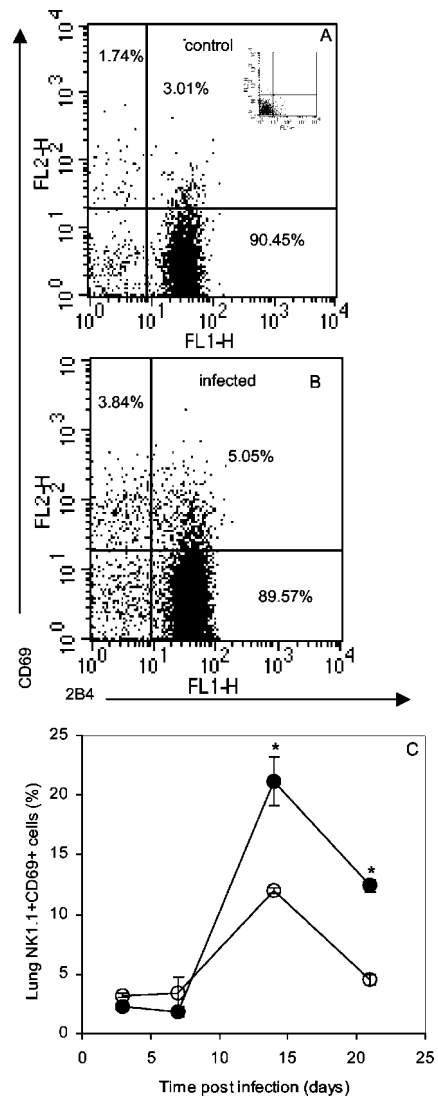 A
control
1.74%
3.01%
90.45%
FL2-H
10^4
10^3
10^2
10^1
10^0
10^0 10^1 10^2 10^3 10^4
FL1-H
B
infected
3.84%
5.05%
89.57%
FL2-H
10^4
10^3
10^2
10^1
10^0
10^0 10^1 10^2 10^3 10^4
FL1-H
CD69
2B4
C
Lung NK1.1+CD69+ cells (%)
25
20
15
10
5
0
*
*
0 5 10 15 20 25
Time post infection (days)